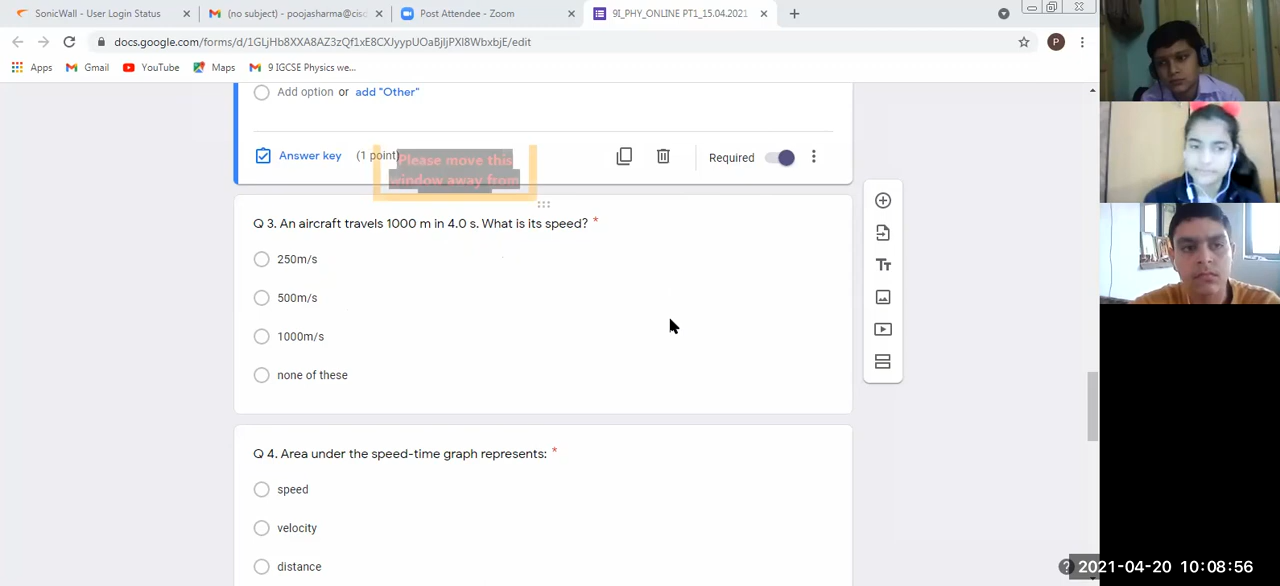 SonicWall - User Login Status
(no subject) - poojasharma@cisc
Post Attendee - Zoom
9I_PHY_ONLINE PT1_15.04.2021
docs.google.com/forms/d/1GLjHb8XXA8AZ3zQf1xE8CXJyypUOaBjIjPXI8WbxbjE/edit
P
Apps
Gmail
YouTube
Maps
9 IGCSE Physics we...
Add option or add "Other"
Answer key (1 point)
Please move this
window away from
Required
Q 3. An aircraft travels 1000 m in 4.0 s. What is its speed? *
250m/s
500m/s
1000m/s
none of these
Q 4. Area under the speed-time graph represents: *
speed
velocity
distance
Tt
2021-04-20 10:08:56